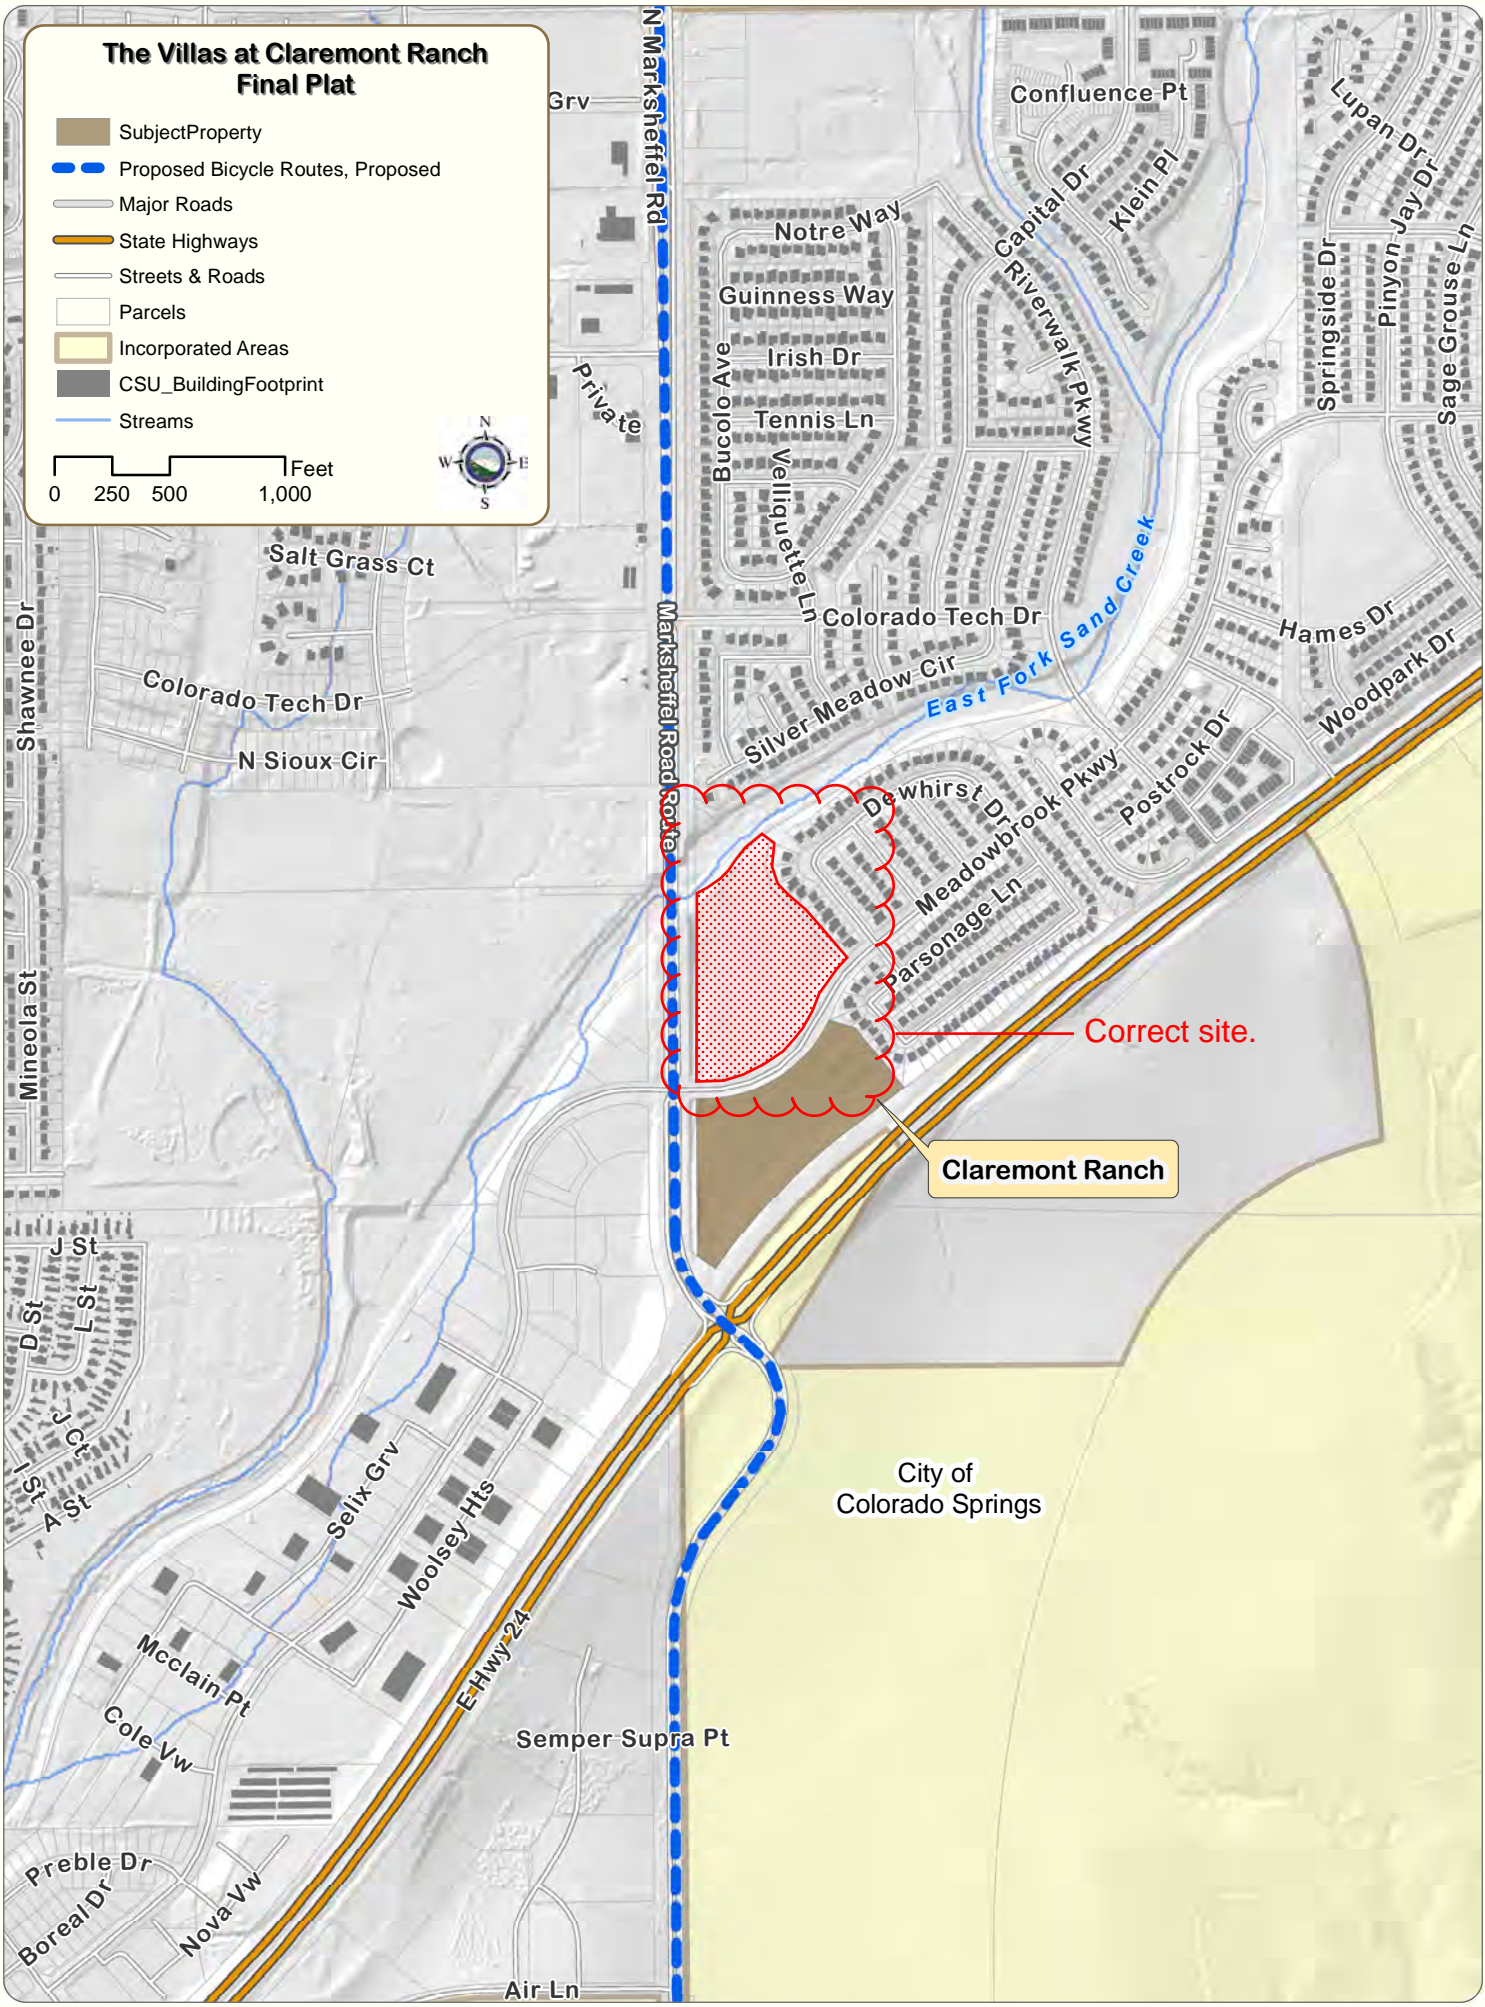 The Villas at Claremont Ranch
Final Plat
SubjectProperty
Proposed Bicycle Routes, Proposed
Major Roads
State Highways
Streets & Roads
Parcels
Incorporated Areas
CSU_BuildingFootprint
Streams
Feet
0 250 500 1,000
N
W E
S
Grv
N Marksheffel Rd
Confluence Pt
Lupan Dr
Capital Dr
Klein Pl
Pinyon Jay Dr
Notre Way
Springside Dr
Sage Grouse Ln
Riverwalk Pkwy
Guinness Way
Bucolo Ave
Irish Dr
Private
Tennis Ln
Velliquette Ln
Salt Grass Ct
Shawnee Dr
Marksheffel Road Router
Colorado Tech Dr
East Fork Sand Creek
Hames Dr
Woodpark Dr
Colorado Tech Dr
Silver Meadow Cir
N Sioux Cir
Dewhirst Dr
Meadowbrook Pkwy
Postrock Dr
Parsonage Ln
Mineola St
Correct site.
Claremont Ranch
J St
D St
L St
J Ct
I St
A St
Selix Grv
Woolsey Hts
City of
Colorado Springs
E Hwy 24
Mcclain Pt
Cole Vw
Semper Supra Pt
Preble Dr
Boreal Dr
Nova Vw
Air Ln